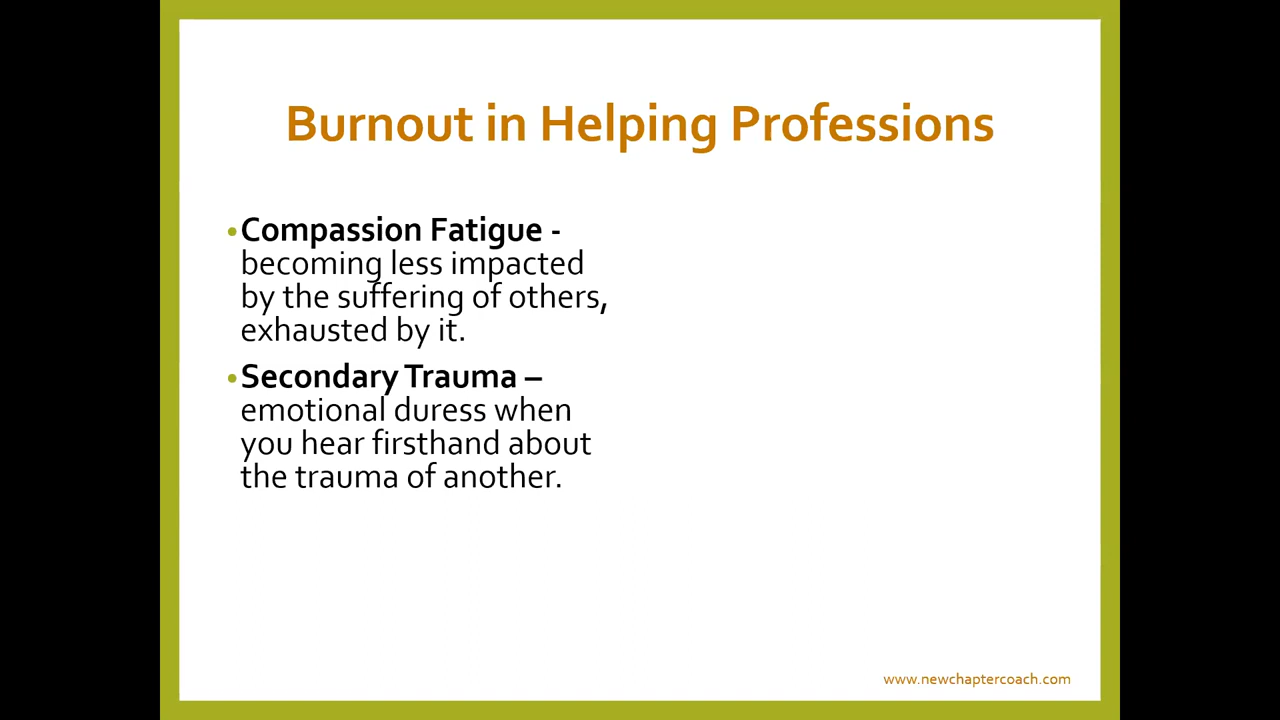 Burnout in Helping Professions
•Compassion Fatigue -
becoming less impacted
by the suffering of others,
exhausted by it.
•Secondary Trauma –
emotional duress when
you hear firsthand about
the trauma of another.
www.newchaptercoach.com